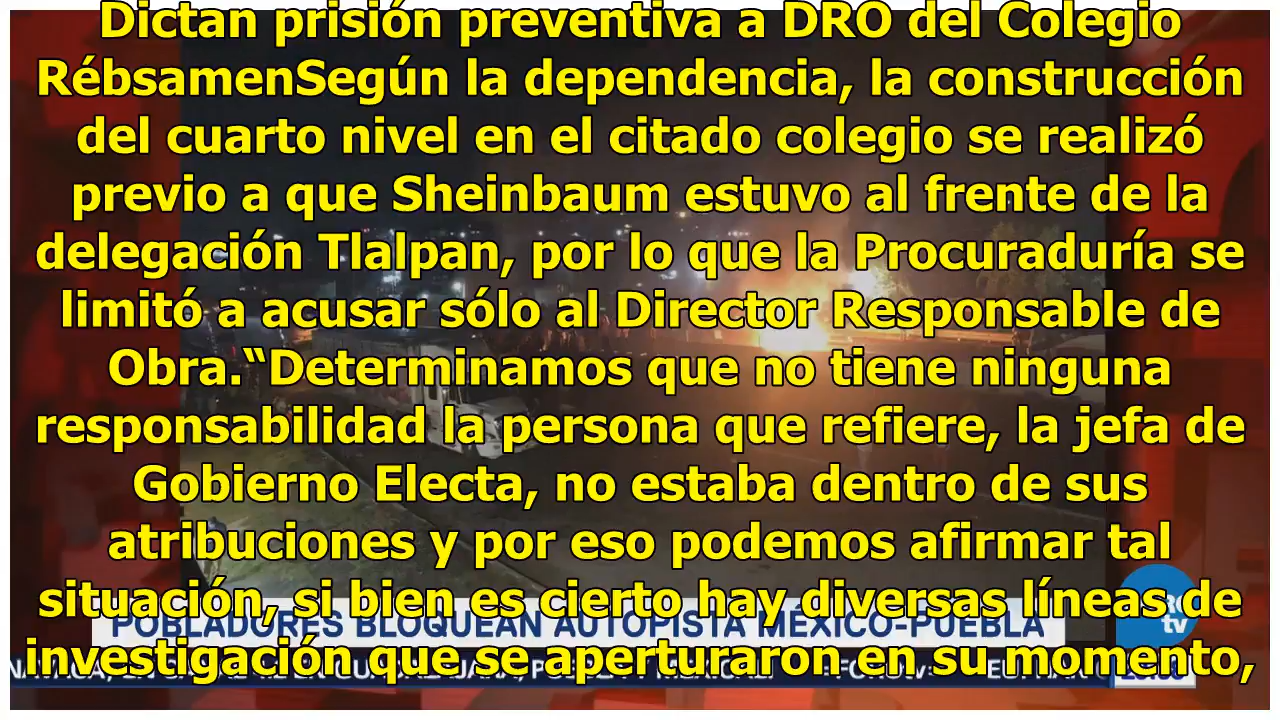 Dictan prisión preventiva a DRO del Colegio
RébsamenSegún la dependencia, la construcción
del cuarto nivel en el citado colegio se realizó
previo a que Sheinbaum estuvo al frente de la
delegación Tlalpan, por lo que la Procuraduría se
limitó a acusar sólo al Director Responsable de
Obra.“Determinamos que no tiene ninguna
responsabilidad la persona que refiere, la jefa de
Gobierno Electa, no estaba dentro de sus
atribuciones y por eso podemos afirmar tal
situación, si bien es cierto hay diversas líneas de
POBLADORES BLOQUEAN AUTOPISTA MÉXICO-PUEBLA
tv
investigación que se aperturaron en su momento,